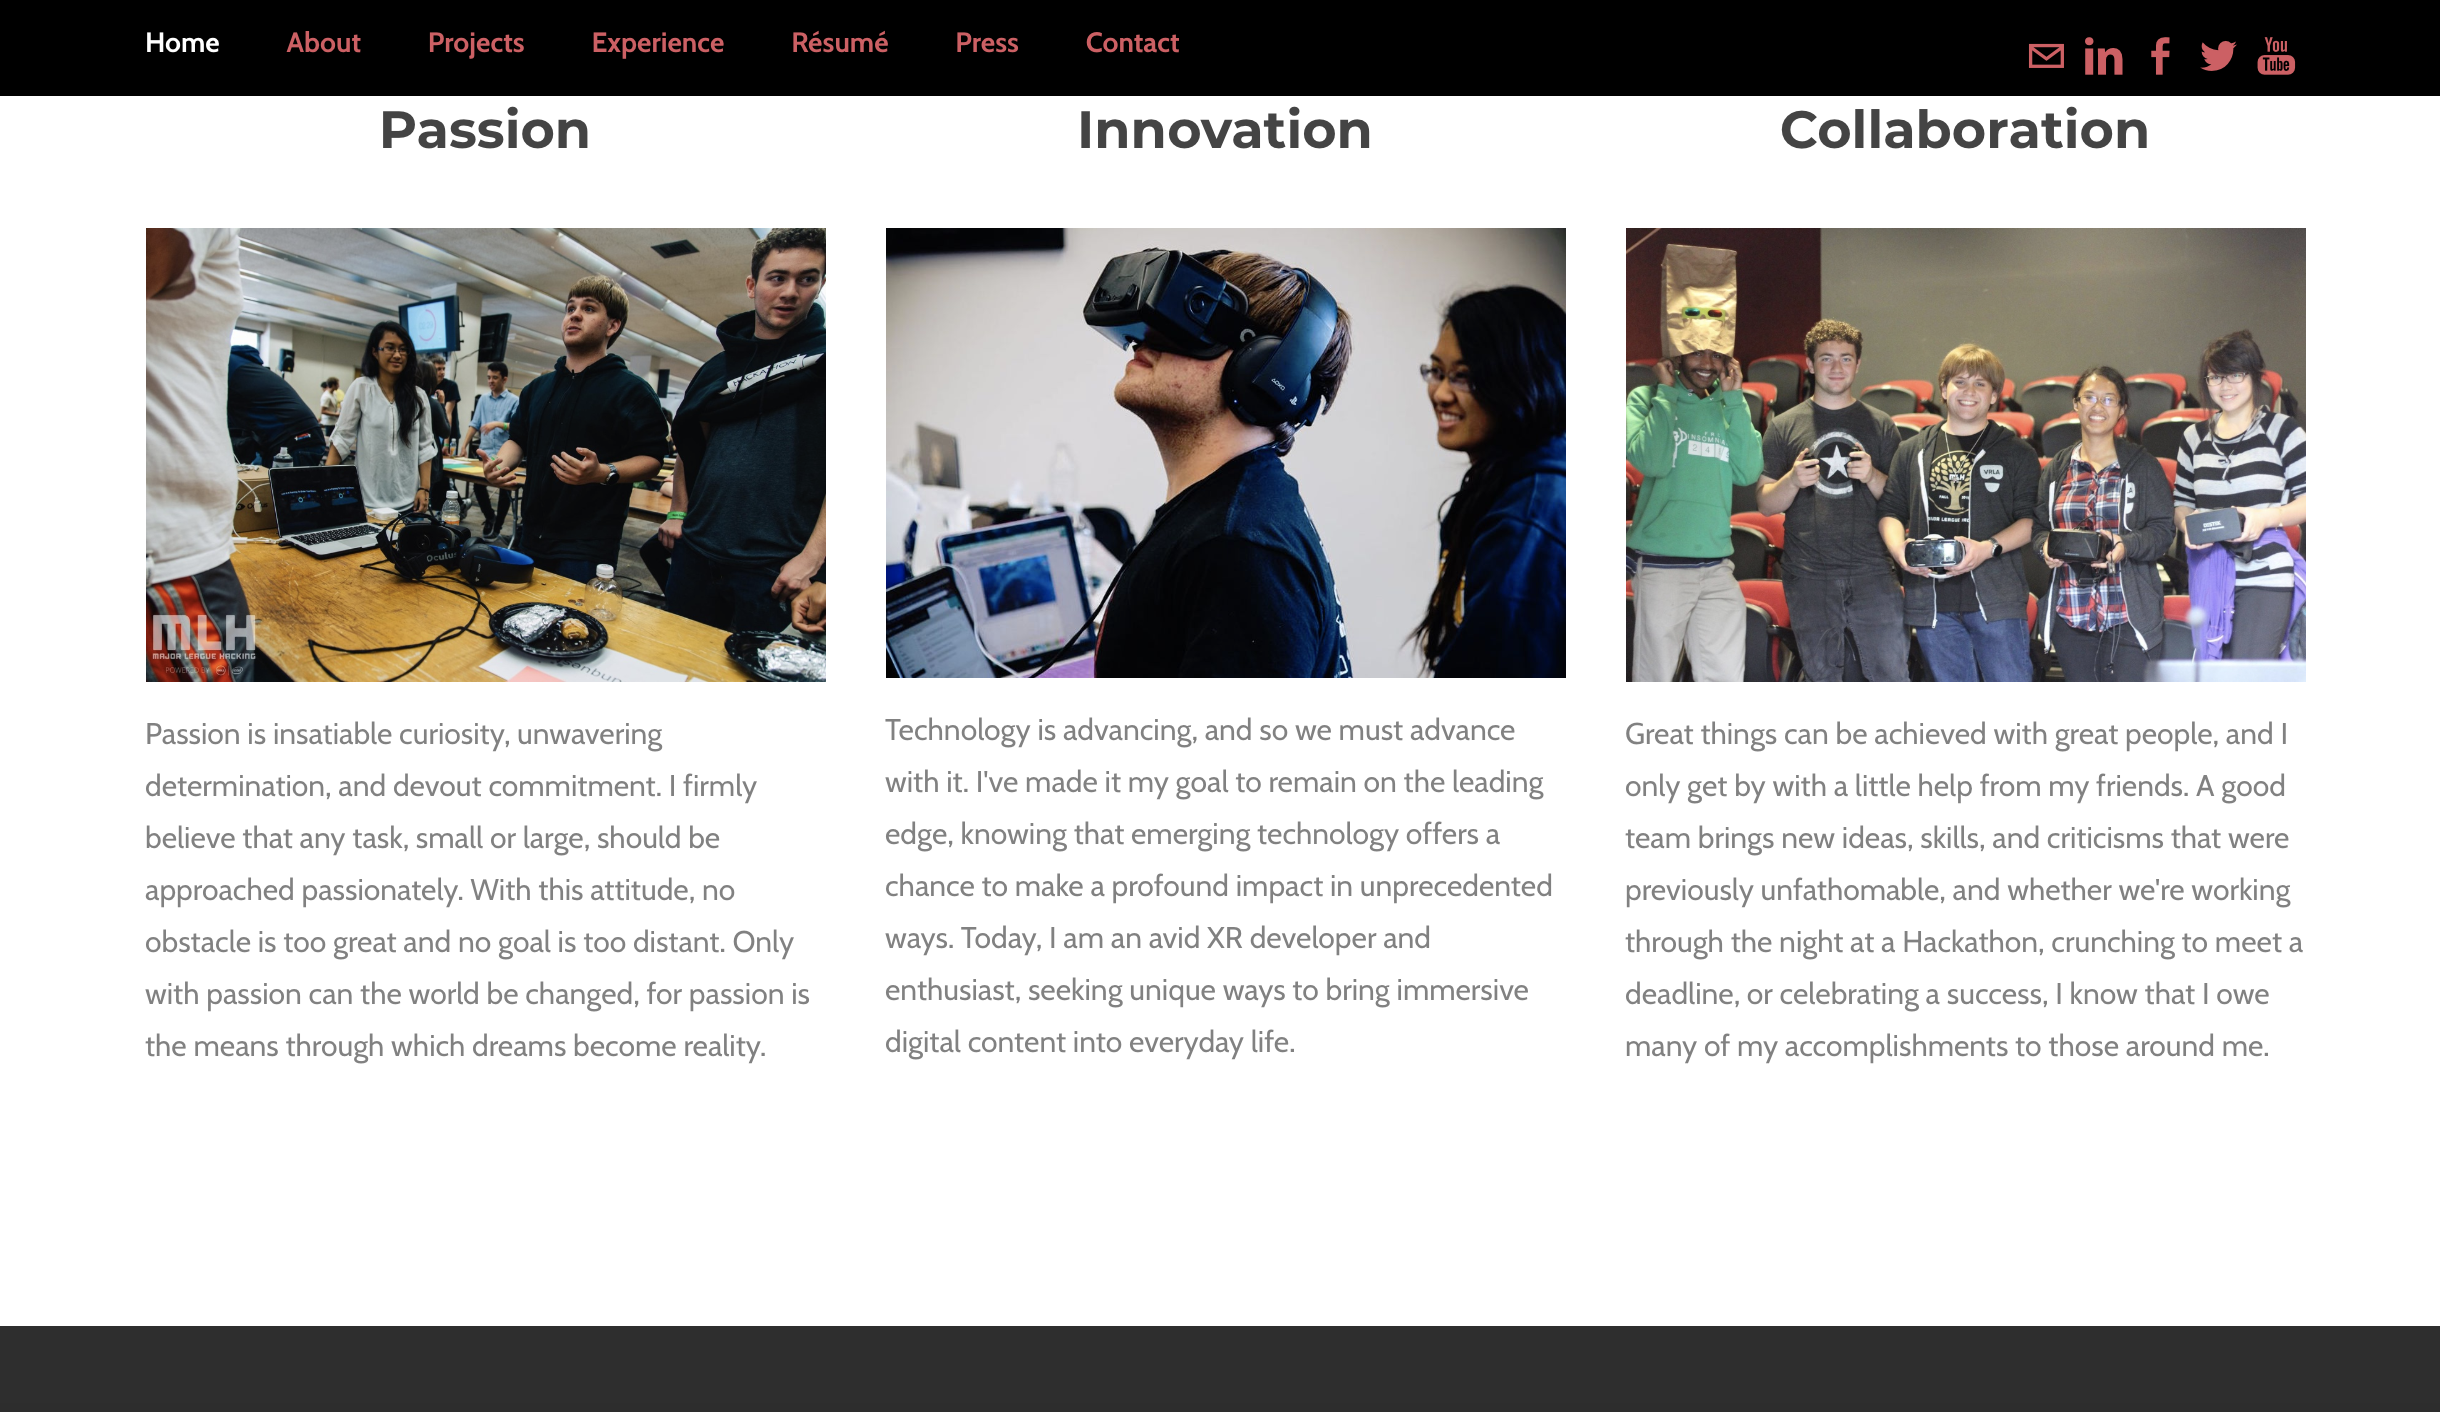 Home About Projects Experience Résumé Press Contact
You
Tube
Passion
Innovation
Collaboration
HACKATHON
Oculus
MLH
MAJOR LEAGUE HACKING
POWERED BY
INSOMNIA
VRLA
MLH
Passion is insatiable curiosity, unwavering
determination, and devout commitment. I firmly
believe that any task, small or large, should be
approached passionately. With this attitude, no
obstacle is too great and no goal is too distant. Only
with passion can the world be changed, for passion is
the means through which dreams become reality.
Technology is advancing, and so we must advance
with it. I've made it my goal to remain on the leading
edge, knowing that emerging technology offers a
chance to make a profound impact in unprecedented
ways. Today, I am an avid XR developer and
enthusiast, seeking unique ways to bring immersive
digital content into everyday life.
Great things can be achieved with great people, and I
only get by with a little help from my friends. A good
team brings new ideas, skills, and criticisms that were
previously unfathomable, and whether we're working
through the night at a Hackathon, crunching to meet a
deadline, or celebrating a success, I know that I owe
many of my accomplishments to those around me.